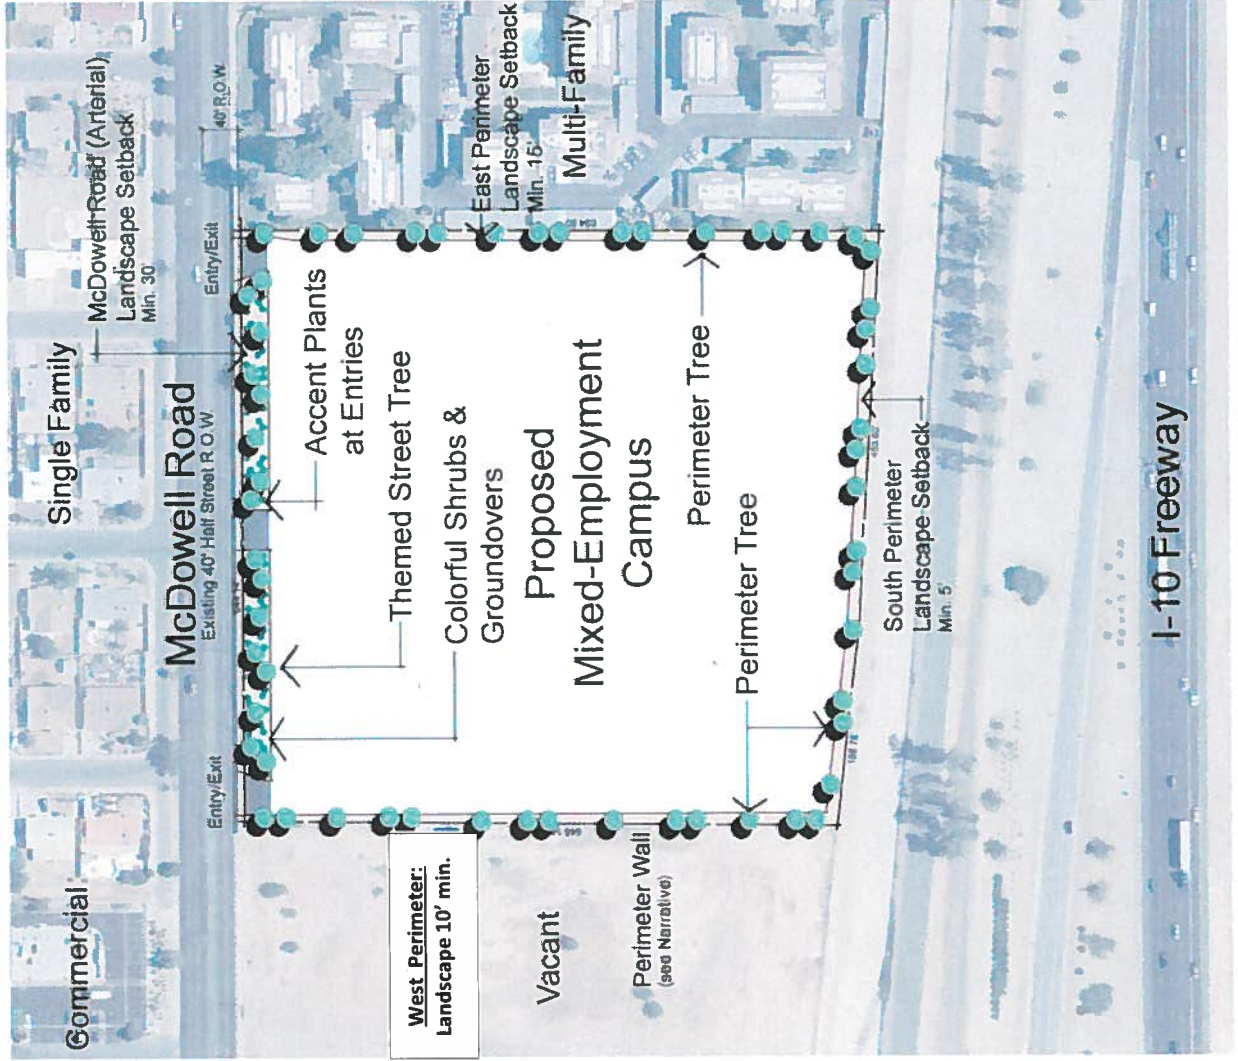 Commercial
Single Family
McDowell Road (Arterial)
Landscape Setback
Min. 30'
McDowell Road
Existing 40' Half Street R.O.W.
40' R.O.W.
Entry/Exit
Entry/Exit
Accent Plants
at Entries
Themed Street Tree
Colorful Shrubs &
Groundovers
Proposed
Mixed-Employment
Campus
Perimeter Tree
Perimeter Tree
East Perimeter
Landscape Setback
Min. 15'
Multi-Family
West Perimeter:
Landscape 10' min.
Vacant
Perimeter Wall
(see Narrative)
South Perimeter
Landscape Setback
Min. 5'
I-10 Freeway